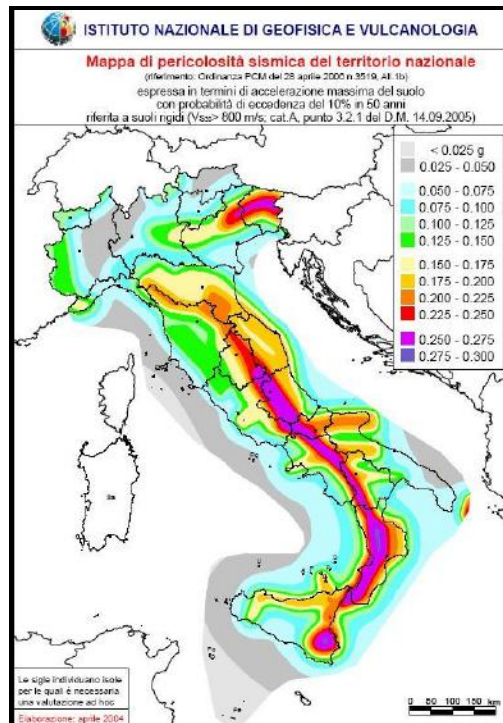 ISTITUTO NAZIONALE DI GEOFISICA E VULCANOLOGIA
Mappa di pericolosità sismica del territorio nazionale
(riferimento: Ordinanza PCM del 28 aprile 2006 n.3519, All.1b)
espressa in termini di accelerazione massima del suolo
con probabilità di eccedenza del 10% in 50 anni
riferita a suoli rigidi (Vs30> 800 m/s; cat.A, punto 3.2.1 del D.M. 14.09.2005)
< 0.025 g
0.025 - 0.050
0.050 - 0.075
0.075 - 0.100
0.100 - 0.125
0.125 - 0.150
0.150 - 0.175
0.175 - 0.200
0.200 - 0.225
0.225 - 0.250
0.250 - 0.275
0.275 - 0.300
Le sigle individuano isole
per le quali è necessaria
una valutazione ad hoc
Elaborazione: aprile 2004
0 50 100 150 km